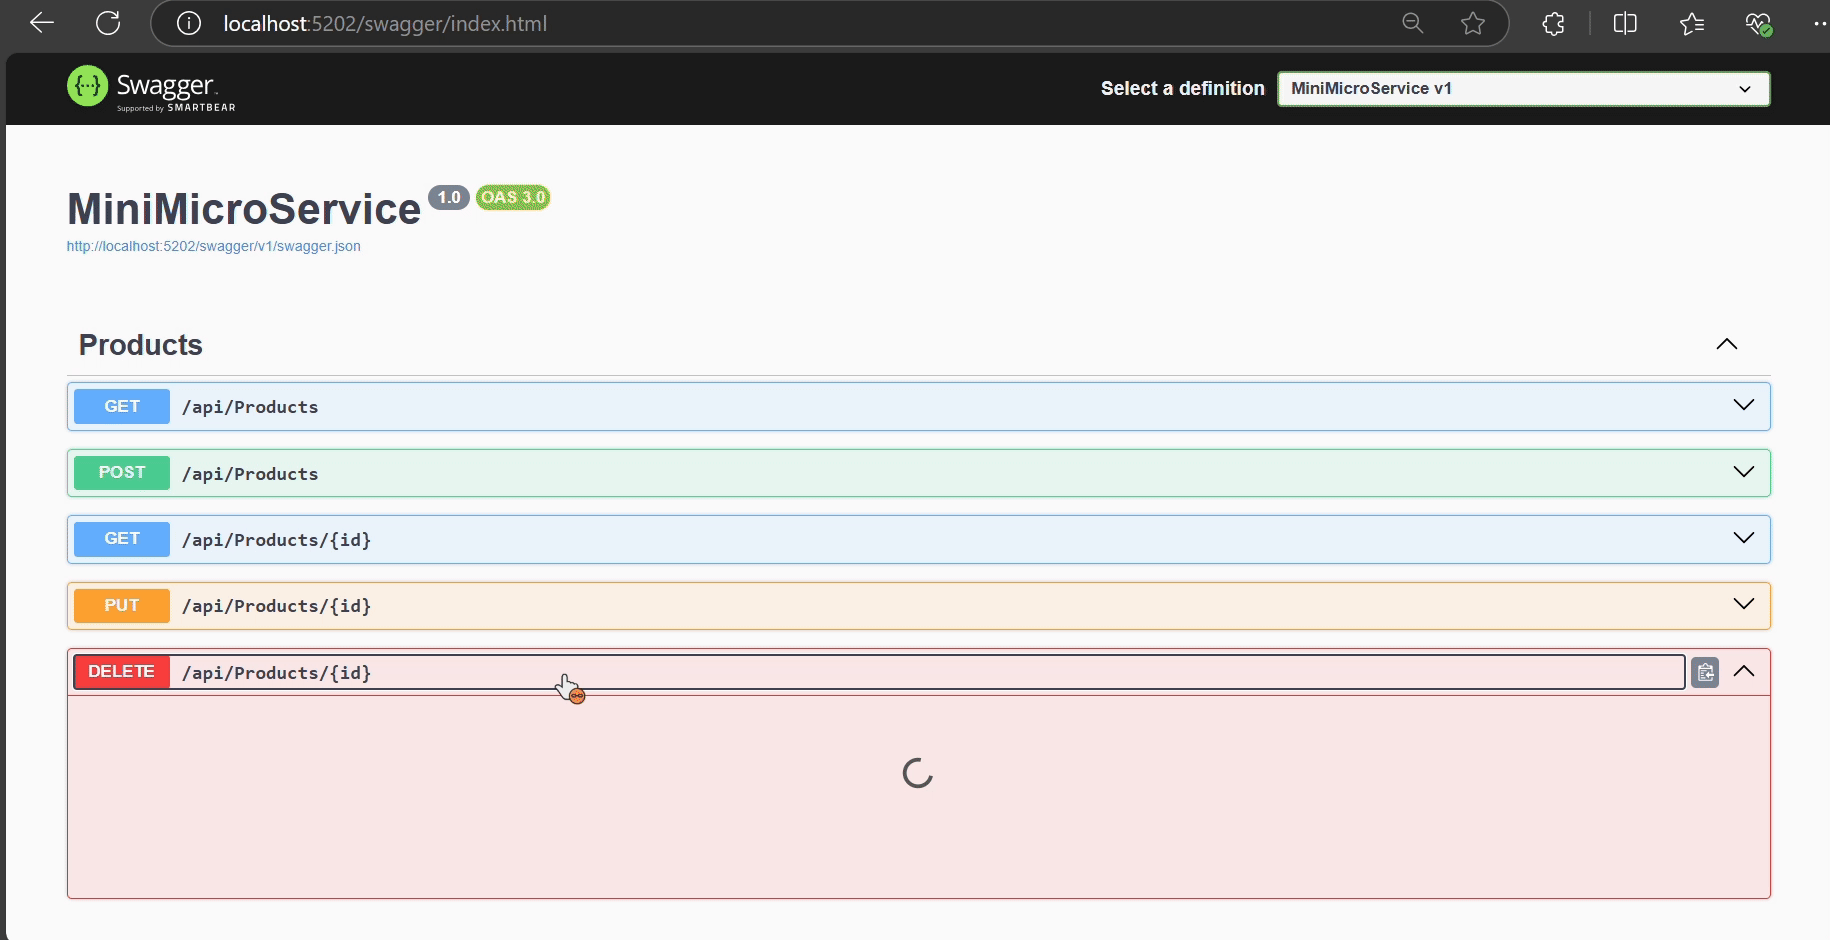 localhost:5202/swagger/index.html
Swagger
Supported by SMARTBEAR
Select a definition
MiniMicroService v1
MiniMicroService 1.0 OAS 3.0
http://localhost:5202/swagger/v1/swagger.json
Products
GET /api/Products
POST /api/Products
GET /api/Products/{id}
PUT /api/Products/{id}
DELETE /api/Products/{id}